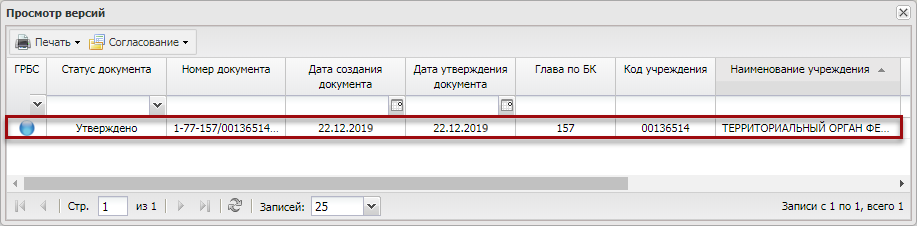 Просмотр версий
Печать Согласование
ГРБС Статус документа Номер документа Дата создания документа Дата утверждения документа Глава по БК Код учреждения Наименование учреждения
Утверждено 1-77-157/00136514... 22.12.2019 22.12.2019 157 00136514 ТЕРРИТОРИАЛЬНЫЙ ОРГАН ФЕ...
Стр. 1 из 1 Записей: 25 Записи с 1 по 1, всего 1